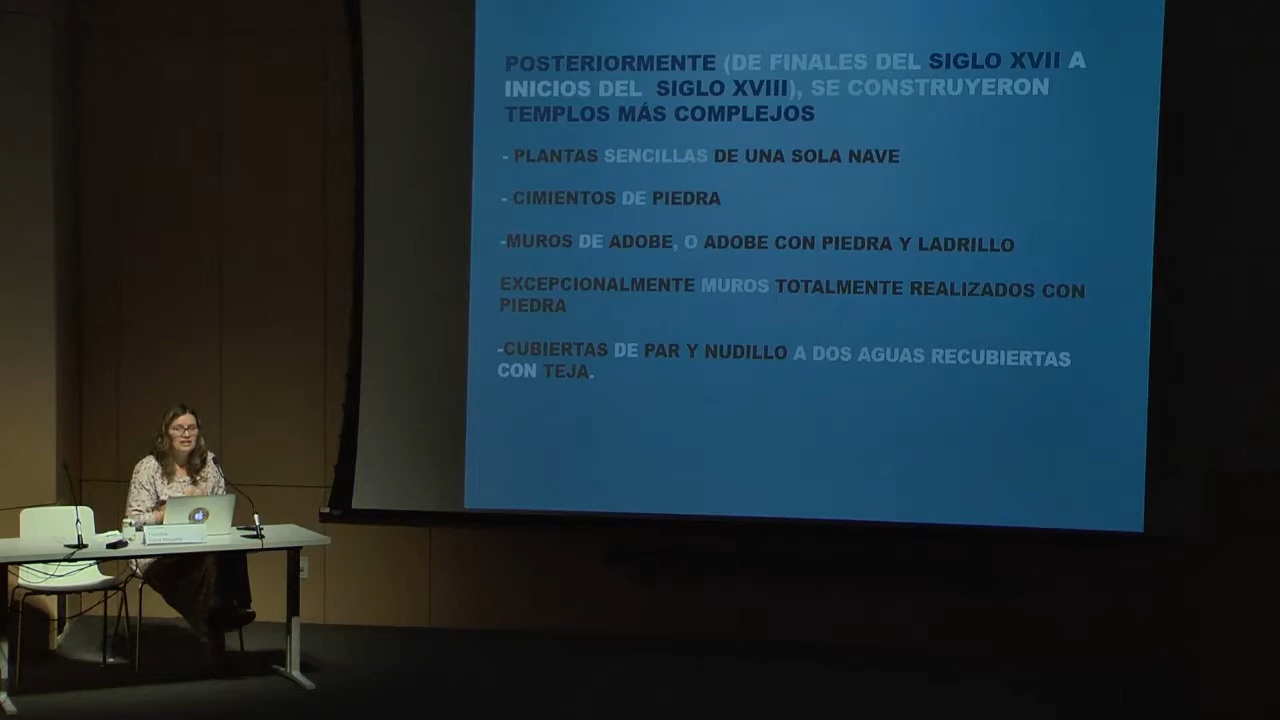 POSTERIORMENTE (DE FINALES DEL SIGLO XVII A
INICIOS DEL SIGLO XVIII), SE CONSTRUYERON
TEMPLOS MÁS COMPLEJOS
- PLANTAS SENCILLAS DE UNA SOLA NAVE
- CIMIENTOS DE PIEDRA
-MUROS DE ADOBE, O ADOBE CON PIEDRA Y LADRILLO
EXCEPCIONALMENTE MUROS TOTALMENTE REALIZADOS CON
PIEDRA
-CUBIERTAS DE PAR Y NUDILLO A DOS AGUAS RECUBIERTAS
CON TEJA.